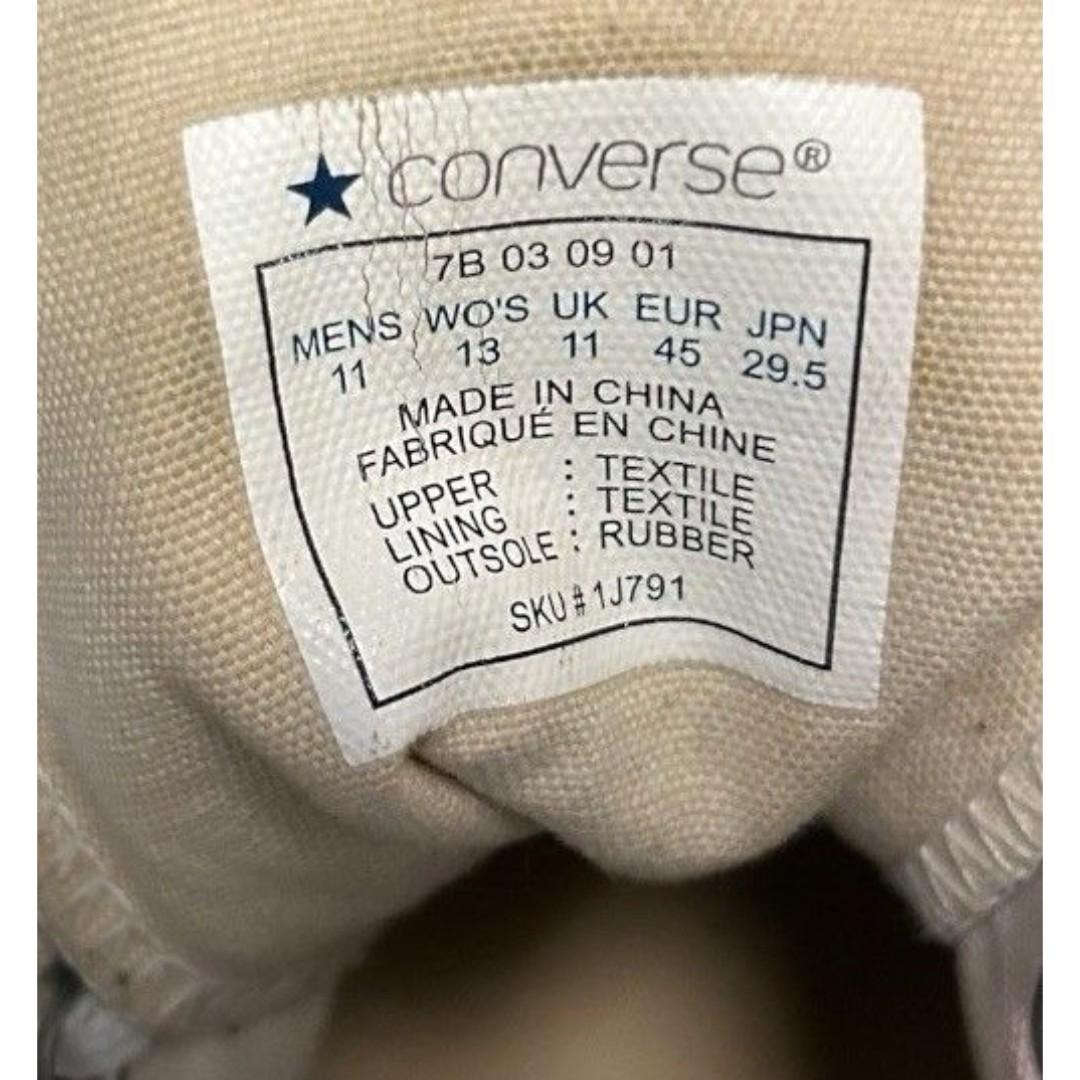 converse®
7B 03 09 01
MENS WO'S UK EUR JPN
11 13 11 45 29.5
MADE IN CHINA
FABRIQUÉ EN CHINE
UPPER : TEXTILE
LINING : TEXTILE
OUTSOLE : RUBBER
SKU#1J791